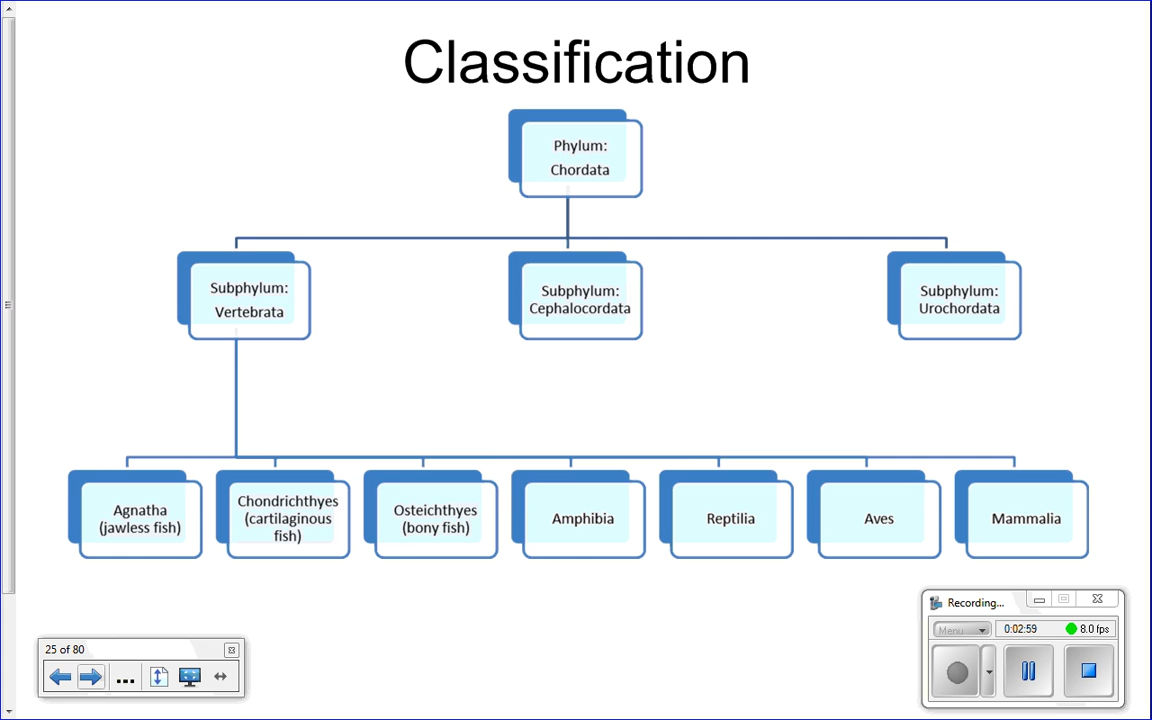 Classification
Phylum:
Chordata
Subphylum:
Vertebrata
Subphylum:
Cephalocordata
Subphylum:
Urochordata
Agnatha
(jawless fish)
Chondrichthyes
(cartilaginous
fish)
Osteichthyes
(bony fish)
Amphibia
Reptilia
Aves
Mammalia
25 of 80
...
Recording...
Menu
0:02:59
8.0 fps